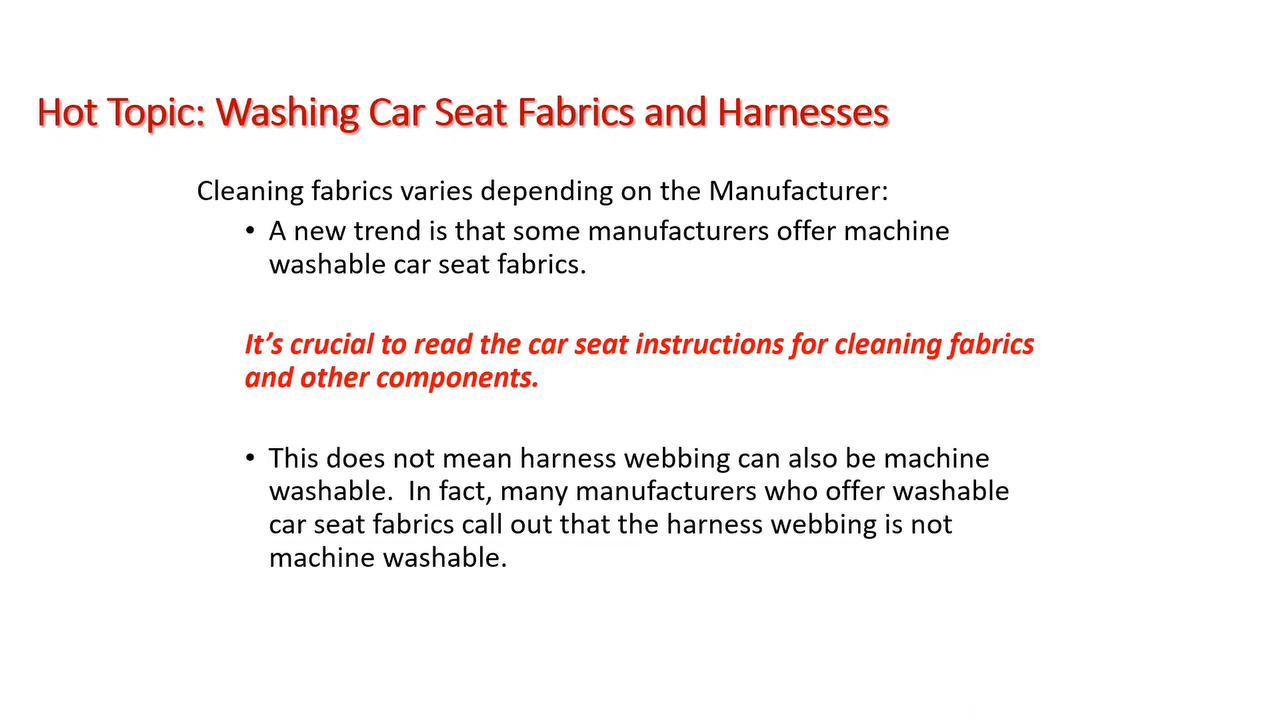 Hot Topic: Washing Car Seat Fabrics and Harnesses
Cleaning fabrics varies depending on the Manufacturer:
• A new trend is that some manufacturers offer machine
washable car seat fabrics.
It’s crucial to read the car seat instructions for cleaning fabrics
and other components.
• This does not mean harness webbing can also be machine
washable.  In fact, many manufacturers who offer washable
car seat fabrics call out that the harness webbing is not
machine washable.